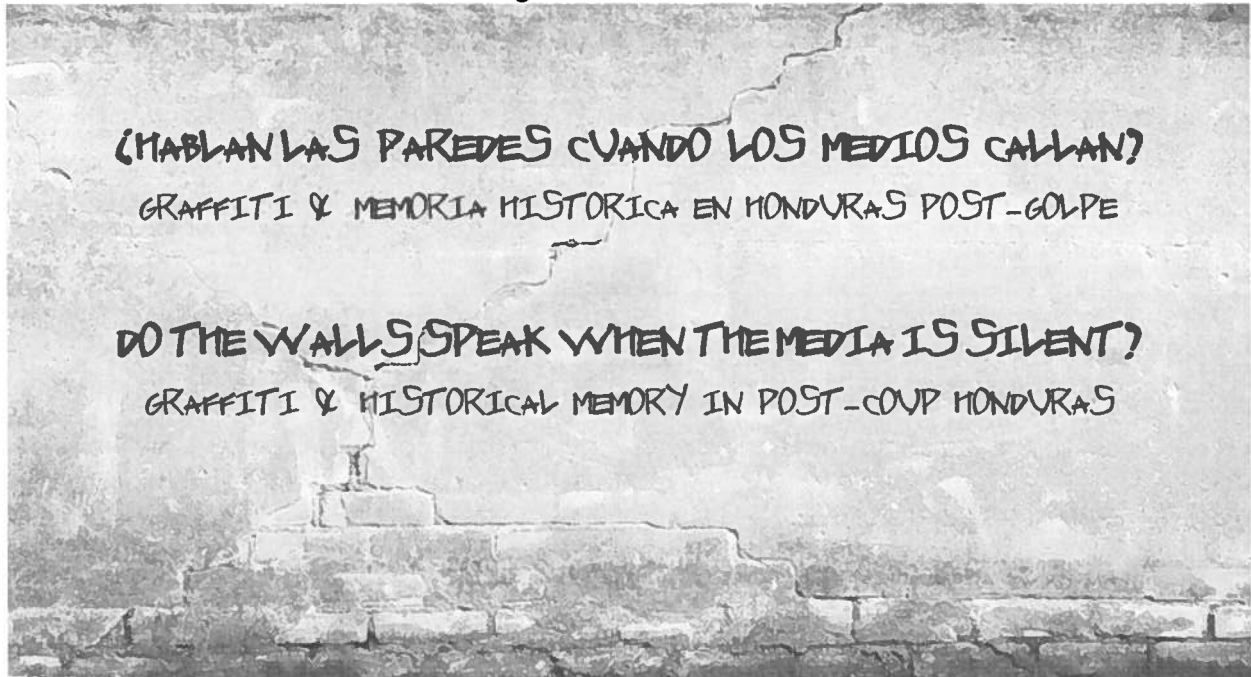 ¿HABLAN LAS PAREDES CUANDO LOS MEDIOS CALLAN?
GRAFFITI & MEMORIA HISTORICA EN HONDURAS POST-GOLPE
DO THE WALLS SPEAK WHEN THE MEDIA IS SILENT?
GRAFFITI & HISTORICAL MEMORY IN POST-COUP HONDURAS